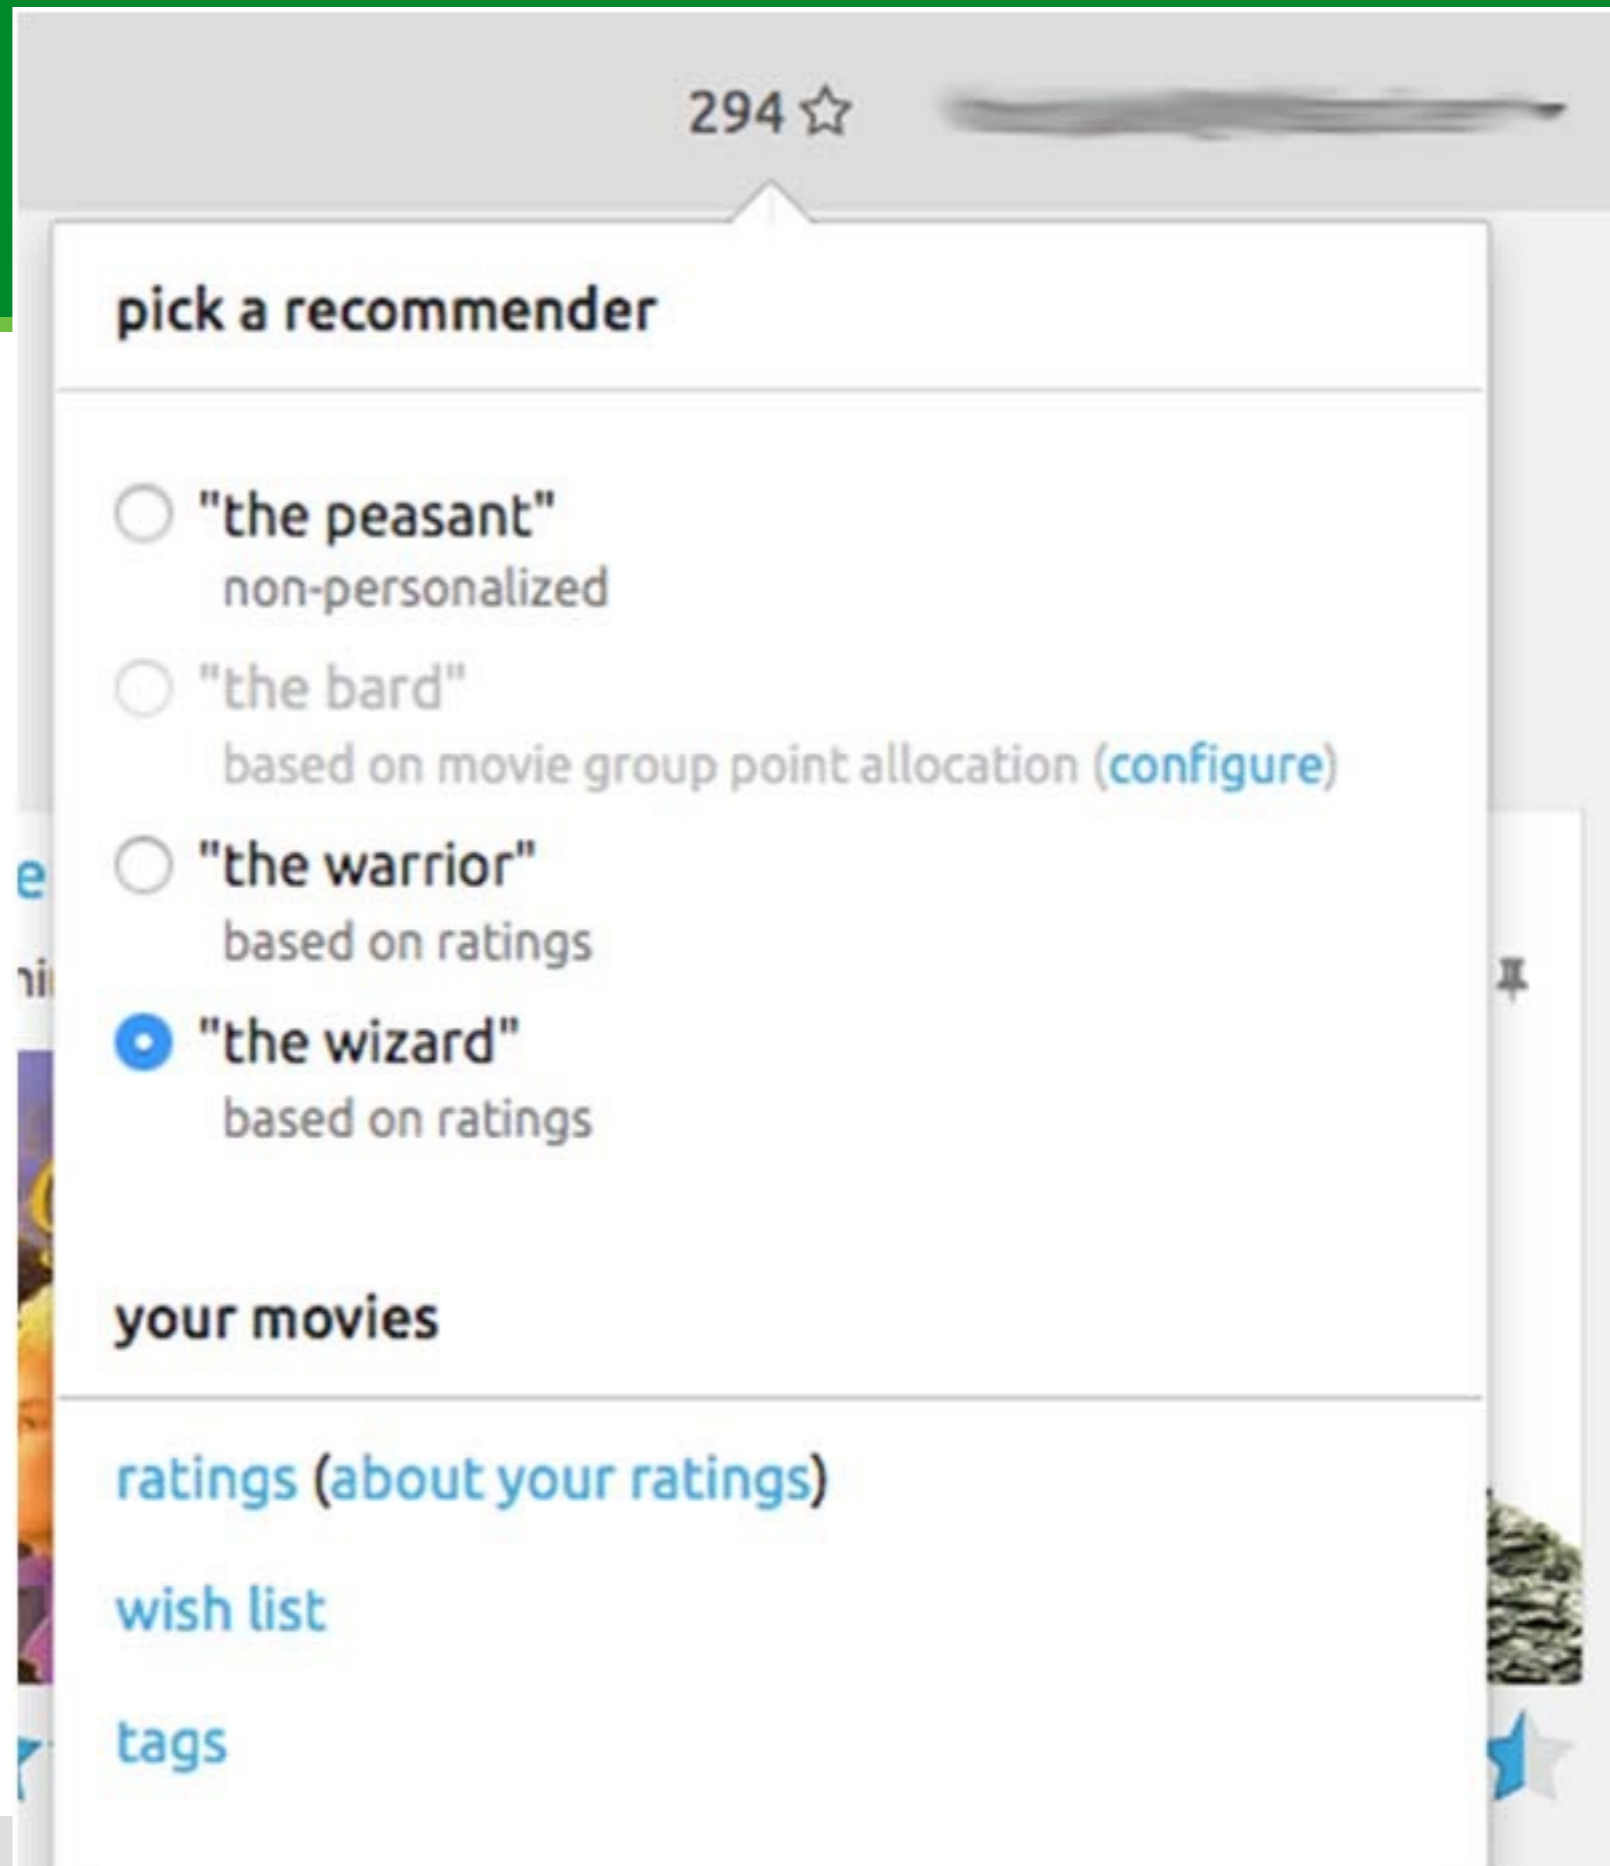 294
pick a recommender
"the peasant"
non-personalized
"the bard"
based on movie group point allocation (configure)
"the warrior"
based on ratings
"the wizard"
based on ratings
your movies
ratings (about your ratings)
wish list
tags